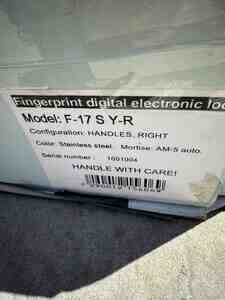 Fingerprint digital electronic loc
Model: F-17 S Y-R
Configuration: HANDLES, RIGHT
Color: Stainless steel. Mortise: AM-5 auto.
Serial number: 1001004
HANDLE WITH CARE!